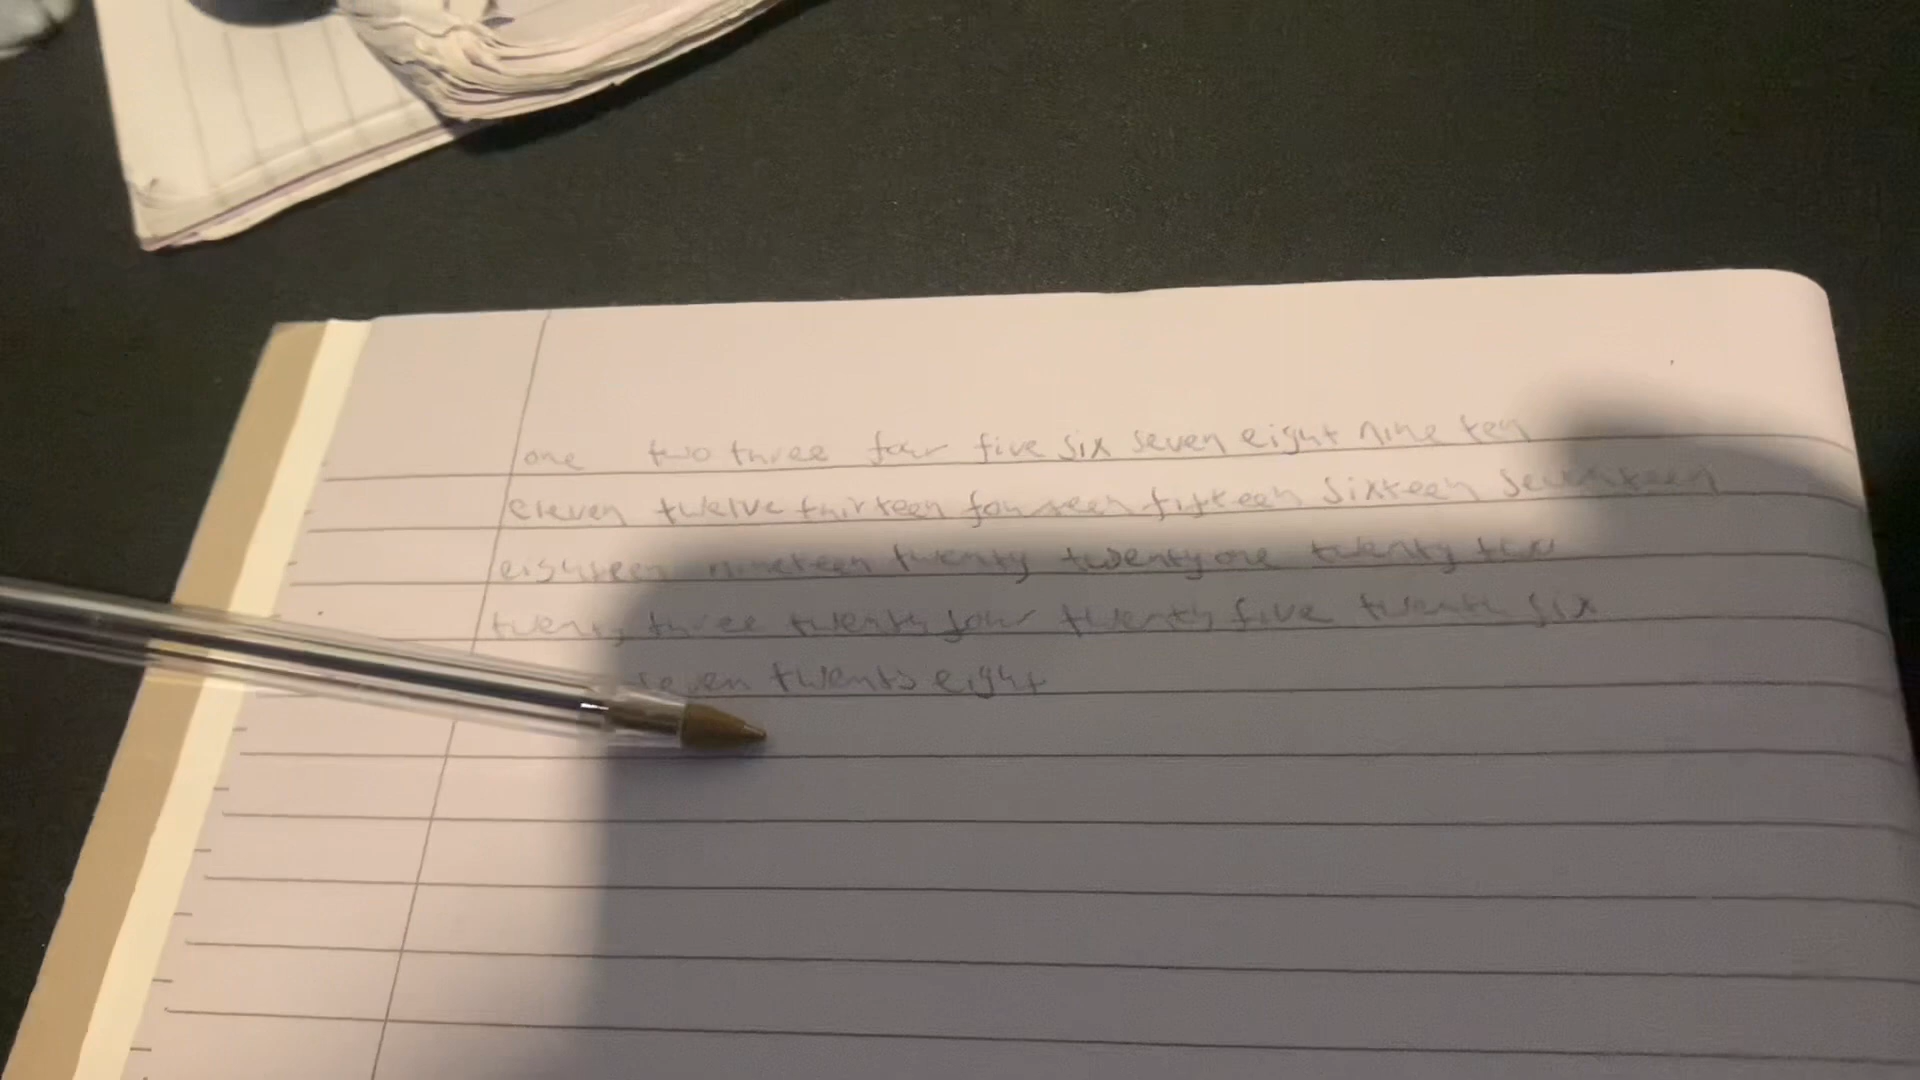 one two three four five six seven eight nine ten
eleven twelve thirteen fourteen fifteen sixteen seventeen
eighteen nineteen twenty twenty one twenty two
twenty three twenty four twenty five twenty six
seven twenty eight